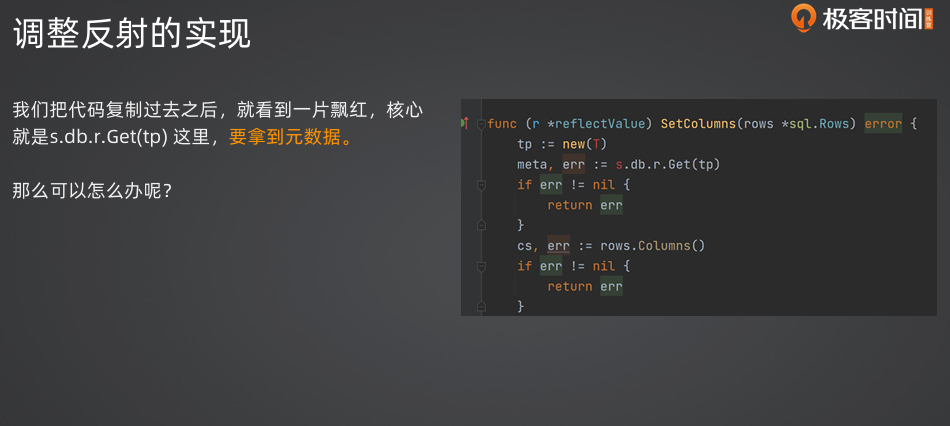 调整反射的实现
极客时间
训练营
我们把代码复制过去之后，就看到一片飘红，核心
就是s.db.r.Get(tp) 这里，要拿到元数据。
那么可以怎么办呢？
func (r *reflectValue) SetColumns(rows *sql.Rows) error {
tp := new(T)
meta, err := s.db.r.Get(tp)
if err != nil {
return err
}
cs, err := rows.Columns()
if err != nil {
return err
}